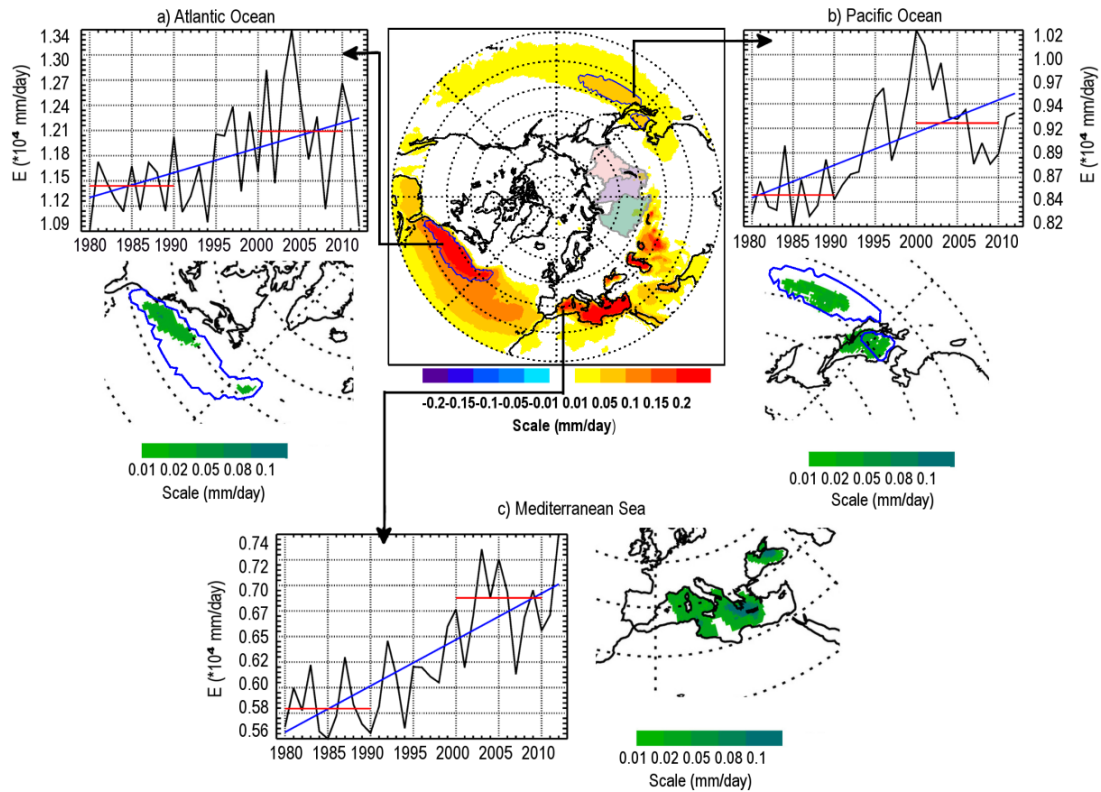 a) Atlantic Ocean
E (*10⁴ mm/day)
1.34
1.30
1.27
1.24
1.21
1.18
1.15
1.12
1.09
1980 1985 1990 1995 2000 2005 2010
0.01 0.02 0.05 0.08 0.1
Scale (mm/day)
-0.2-0.15-0.1-0.05-0.01 0.01 0.05 0.1 0.15 0.2
Scale (mm/day)
b) Pacific Ocean
1.02
1.00
0.97
0.94
0.92
0.89
0.87
0.84
0.82
E (*10⁴ mm/day)
1980 1985 1990 1995 2000 2005 2010
0.01 0.02 0.05 0.08 0.1
Scale (mm/day)
c) Mediterranean Sea
E (*10⁴ mm/day)
0.74
0.72
0.70
0.67
0.65
0.62
0.60
0.58
0.56
1980 1985 1990 1995 2000 2005 2010
0.01 0.02 0.05 0.08 0.1
Scale (mm/day)